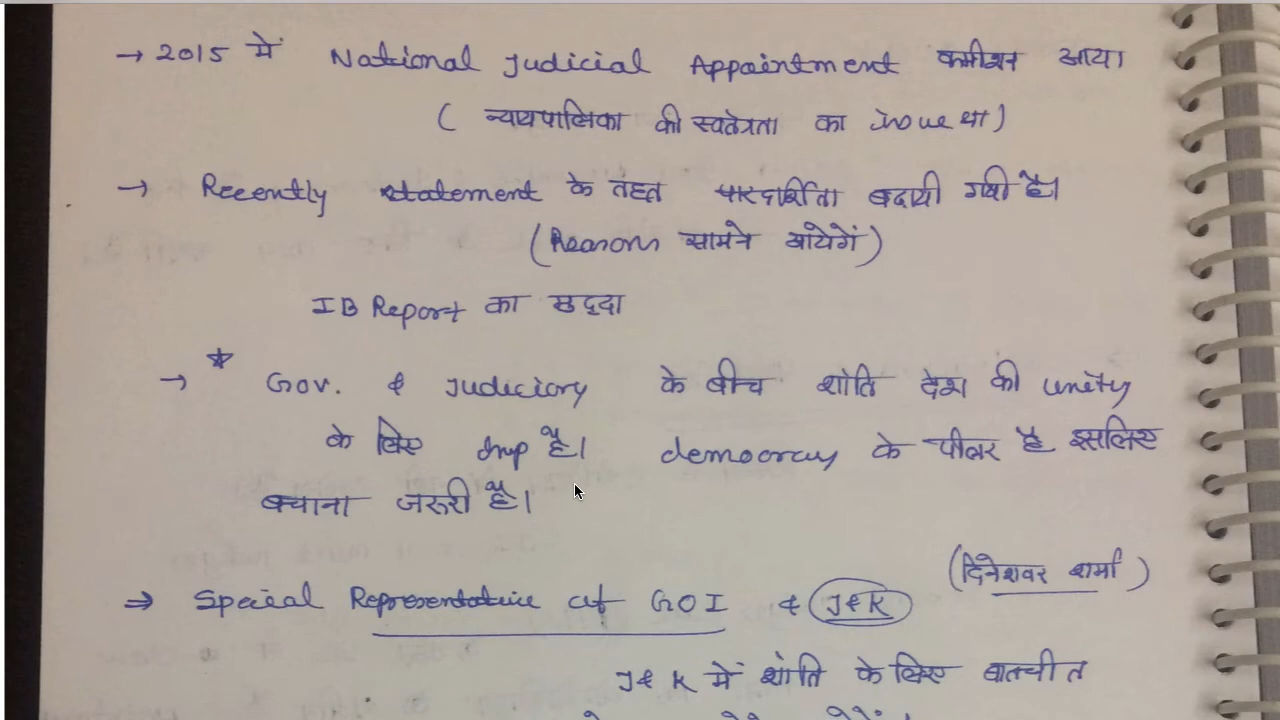 → 2015 में National Judicial Appointment कमीशन आया
( न्यायपालिका की स्वतंत्रता का issue था)
→ Recently statement के तहत पारदर्शिता बढायी गयी है।
(Reasons सामने आयेगें)
IB Report का मुद्दा
→ * Gov. & Judiciary के बीच शांति देश की unity
के लिए imp है। democracy के पीलर है इसलिए
बचाना जरुरी है।
(दिनेशवर शर्मा)
⇒ Special Representative of GOI & J&K
J&K में शांति के लिए बातचीत